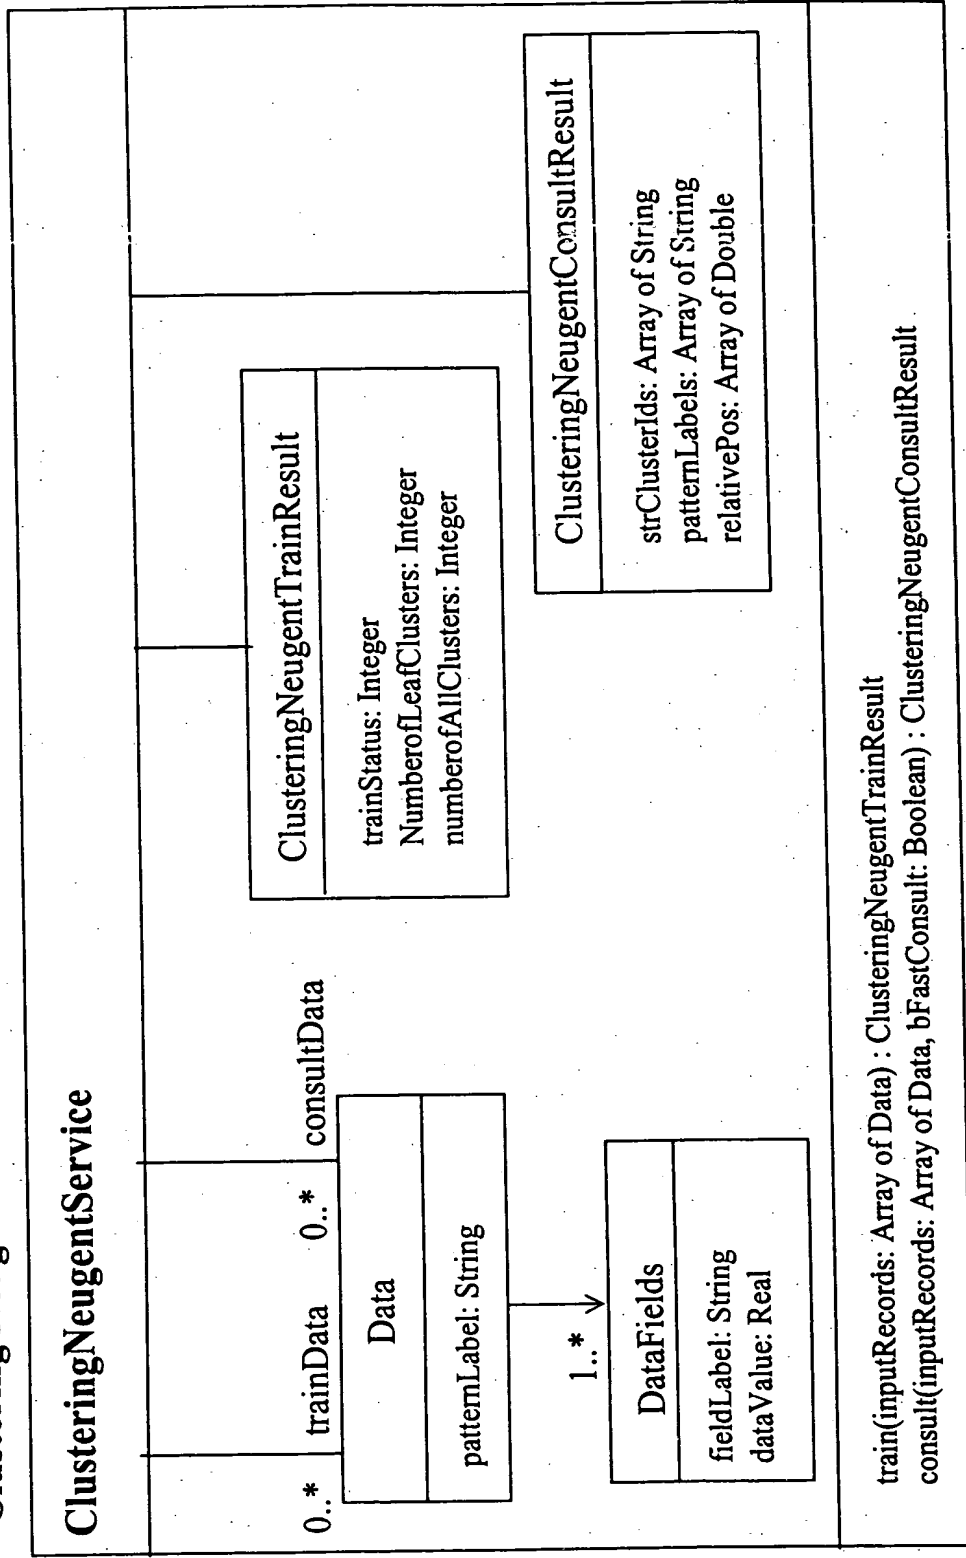 ClusteringNeugentService
0..* trainData 0..* consultData
Data
patternLabel: String
1..*
DataFields
fieldLabel: String
dataValue: Real
ClusteringNeugentTrainResult
trainStatus: Integer
NumberofLeafClusters: Integer
numberofAllClusters: Integer
ClusteringNeugentConsultResult
strClusterIds: Array of String
patternLabels: Array of String
relativePos: Array of Double
train(inputRecords: Array of Data) : ClusteringNeugentTrainResult
consult(inputRecords: Array of Data, bFastConsult: Boolean) : ClusteringNeugentConsultResult